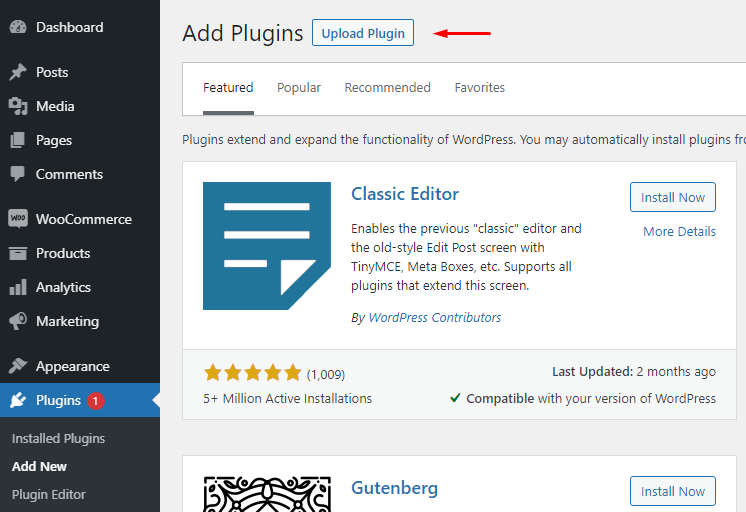 Dashboard
Posts
Media
Pages
Comments
WOO WooCommerce
Products
Analytics
Marketing
Appearance
Plugins 1
Installed Plugins
Add New
Plugin Editor
Add Plugins Upload Plugin
Featured Popular Recommended Favorites
Plugins extend and expand the functionality of WordPress. You may automatically install plugins fro
Classic Editor
Install Now
More Details
Enables the previous "classic" editor and
the old-style Edit Post screen with
TinyMCE, Meta Boxes, etc. Supports all
plugins that extend this screen.
By WordPress Contributors
(1,009)
5+ Million Active Installations
Last Updated: 2 months ago
Compatible with your version of WordPress
Gutenberg
Install Now